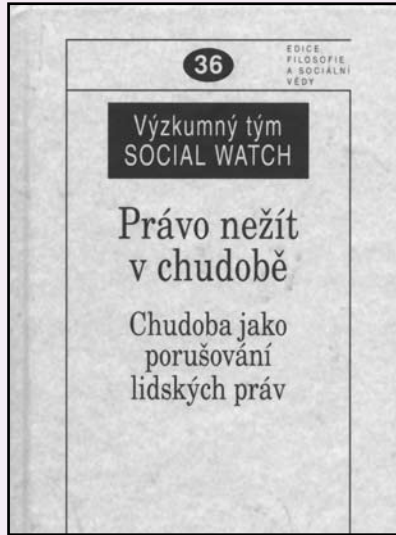 36
EDICE
FILOSOFIE
A SOCIÁLNÍ
VĚDY
Výzkumný tým
SOCIAL WATCH
Právo nežít
v chudobě
Chudoba jako
porušování
lidských práv